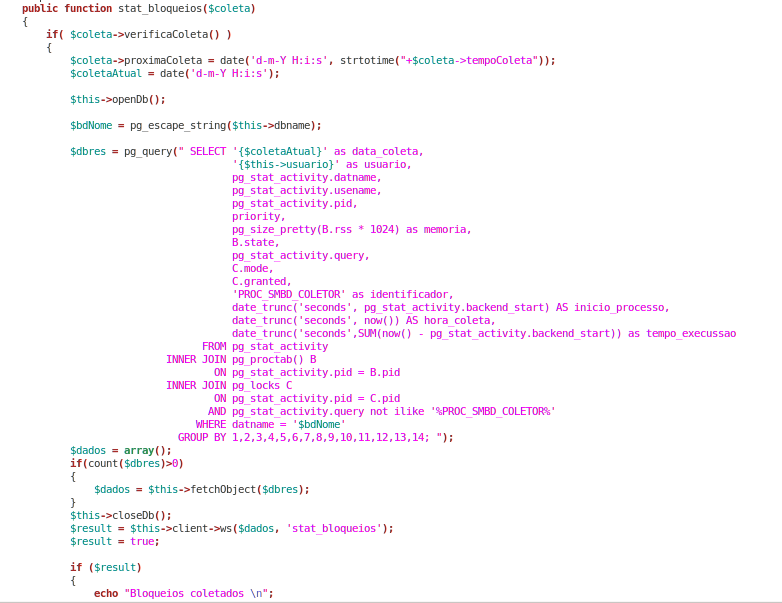 public function stat_bloqueios($coleta)
{
if( $coleta->verificaColeta() )
{
$coleta->proximaColeta = date('d-m-Y H:i:s', strtotime("+$coleta->tempoColeta"));
$coletaAtual = date('d-m-Y H:i:s');
$this->openDb();
$bdNome = pg_escape_string($this->dbname);
$dbres = pg_query(" SELECT '{$coletaAtual}' as data_coleta,
'{$this->usuario}' as usuario,
pg_stat_activity.datname,
pg_stat_activity.usename,
pg_stat_activity.pid,
priority,
pg_size_pretty(B.rss * 1024) as memoria,
B.state,
pg_stat_activity.query,
C.mode,
C.granted,
'PROC_SMBD_COLETOR' as identificador,
date_trunc('seconds', pg_stat_activity.backend_start) AS inicio_processo,
date_trunc('seconds', now()) AS hora_coleta,
date_trunc('seconds',SUM(now() - pg_stat_activity.backend_start)) as tempo_execussao
FROM pg_stat_activity
INNER JOIN pg_proctab() B
ON pg_stat_activity.pid = B.pid
INNER JOIN pg_locks C
ON pg_stat_activity.pid = C.pid
AND pg_stat_activity.query not ilike '%PROC_SMBD_COLETOR%'
WHERE datname = '$bdNome'
GROUP BY 1,2,3,4,5,6,7,8,9,10,11,12,13,14; ");
$dados = array();
if(count($dbres)>0)
{
$dados = $this->fetchObject($dbres);
}
$this->closeDb();
$result = $this->client->ws($dados, 'stat_bloqueios');
$result = true;
if ($result)
{
echo "Bloqueios coletados \n";